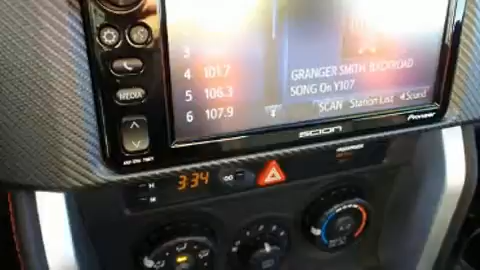 3
4 101.7
5 106.3
6 107.9
GRANGER SMITH BACKROAD
SONG On Y107
SCAN Station List Sound
MEDIA
SCION
Pioneer
3:34
H
M
PASSENGER